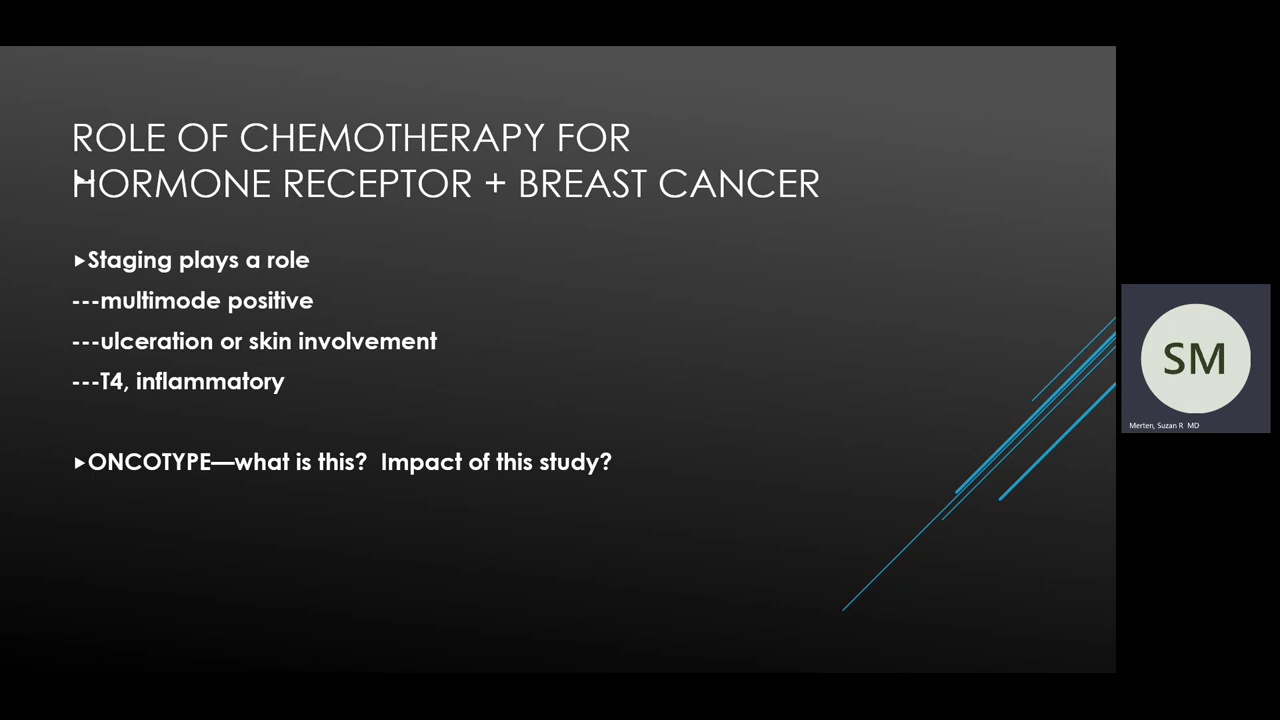 ROLE OF CHEMOTHERAPY FOR
HORMONE RECEPTOR + BREAST CANCER
Staging plays a role
---multimode positive
---ulceration or skin involvement
---T4, inflammatory
ONCOTYPE—what is this?  Impact of this study?
SM
Merten, Suzan R MD